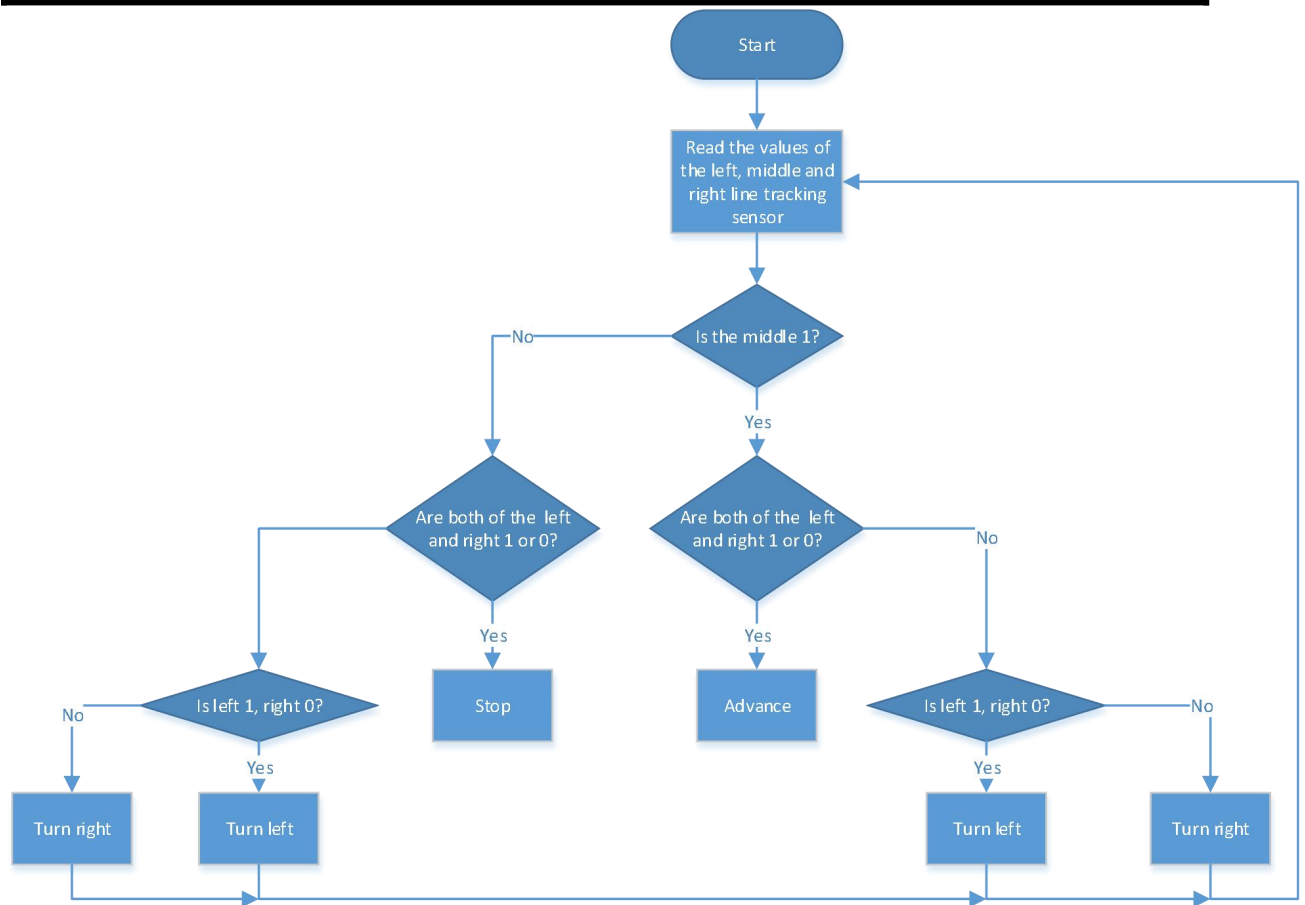 Start
Read the values of
the left, middle and
right line tracking
sensor
Is the middle 1?
No
Yes
Are both of the left
and right 1 or 0?
Are both of the left
and right 1 or 0?
No
Yes
Yes
Is left 1, right 0?
Stop
Advance
Is left 1, right 0?
No
No
Yes
Yes
Turn right
Turn left
Turn left
Turn right